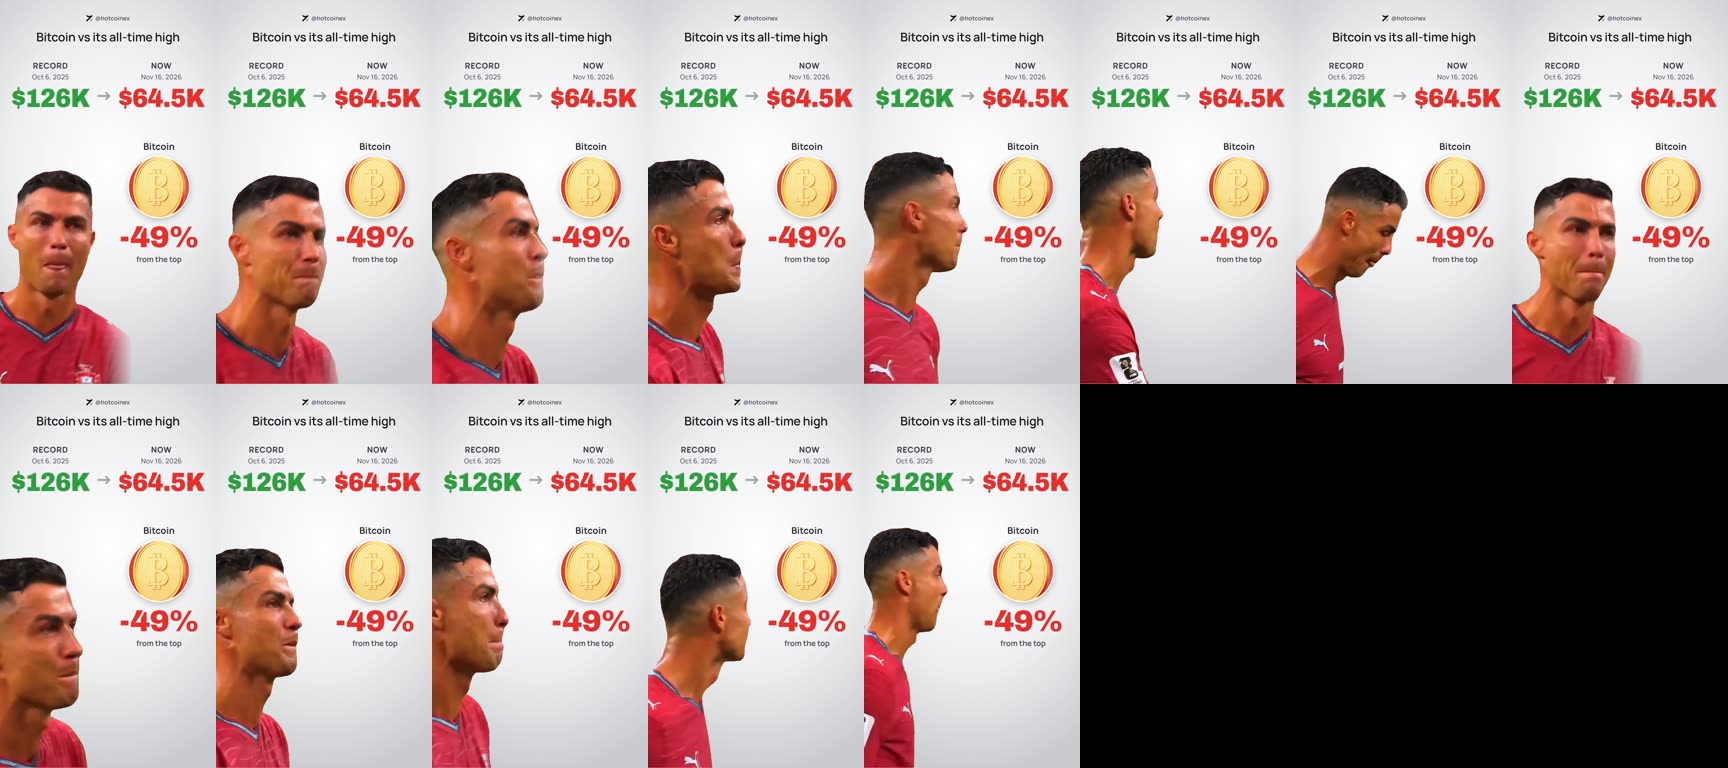 @hotcoinex
Bitcoin vs its all-time high
RECORD
Oct 6, 2025
$126K
→
NOW
Nov 16, 2026
$64.5K
Bitcoin
-49%
from the top